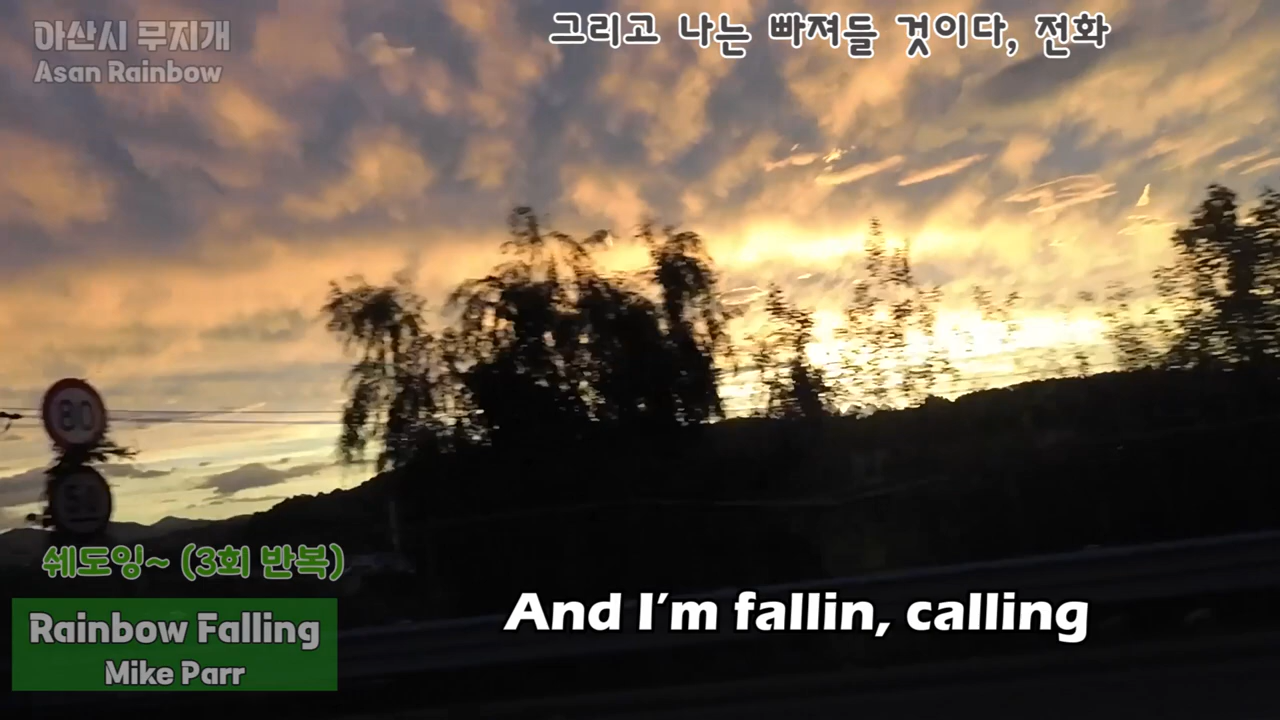 아산시 무지개
Asan Rainbow
그리고 나는 빠져들 것이다, 전화
80
50
쉐도잉~ (3회 반복)
Rainbow Falling
Mike Parr
And I'm fallin, calling